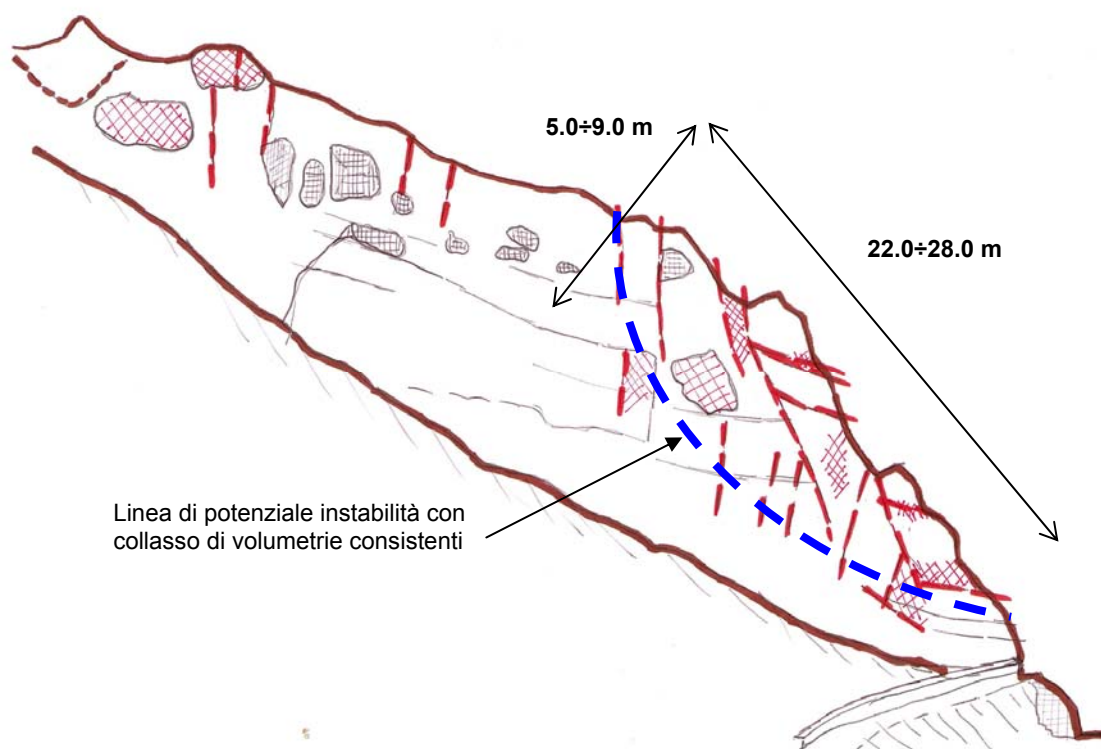 5.0÷9.0 m
22.0÷28.0 m
Linea di potenziale instabilità con
collasso di volumetrie consistenti